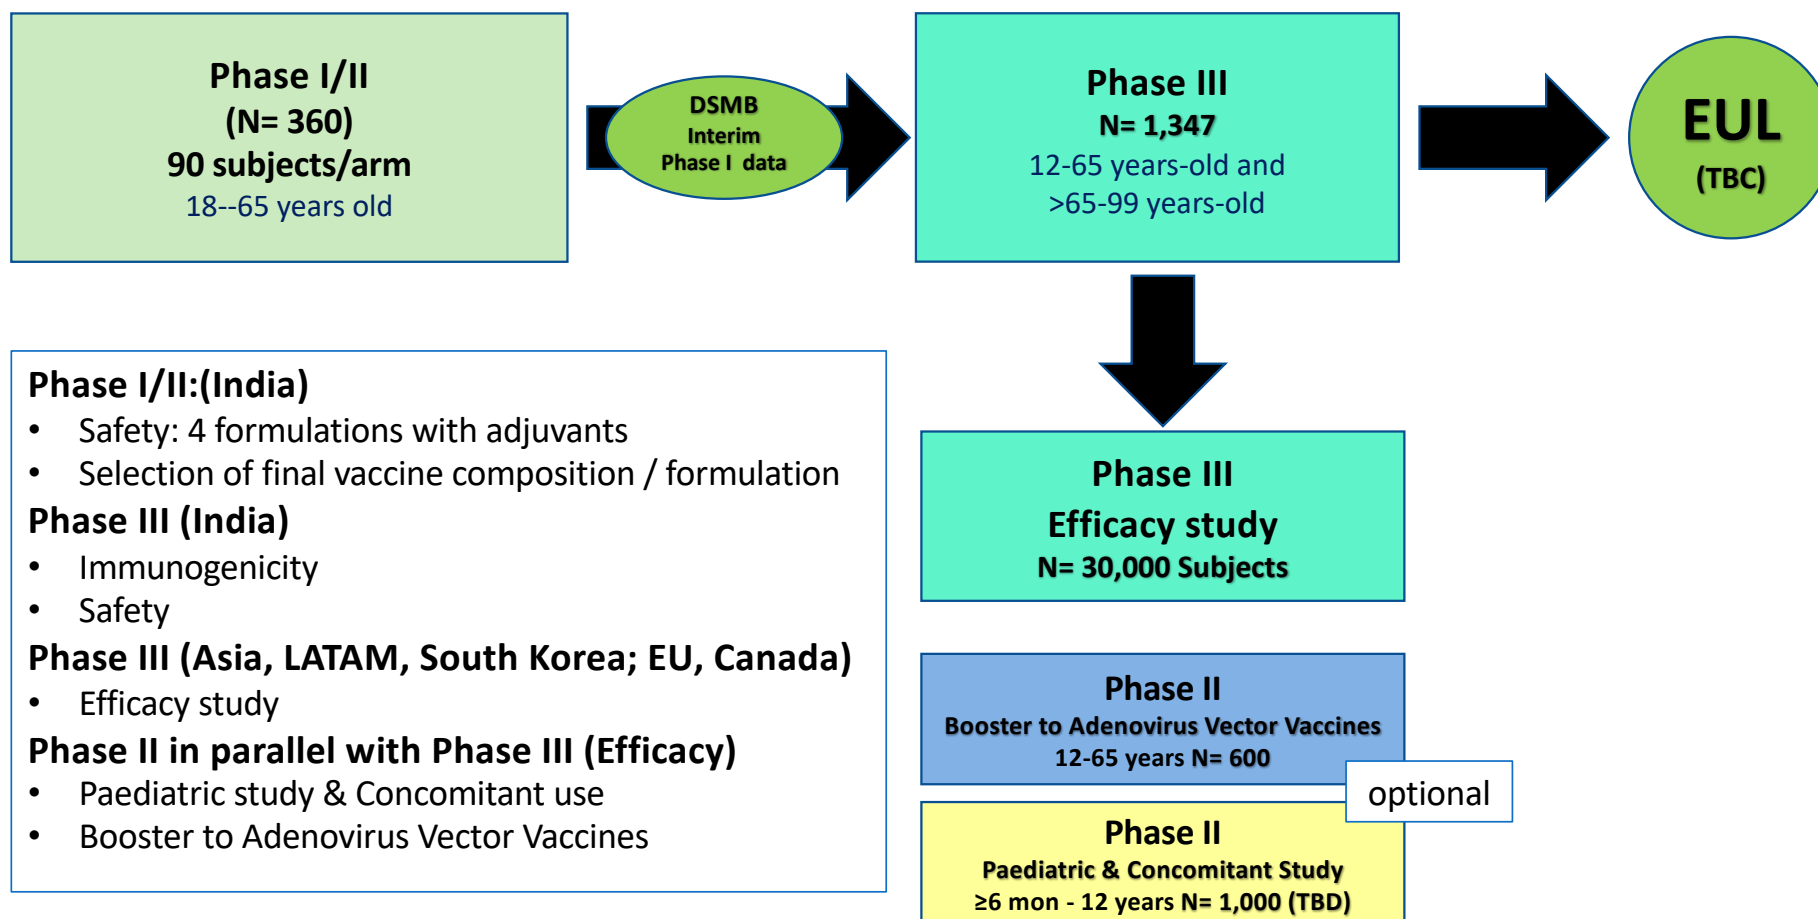 Phase I/II
(N= 360)
90 subjects/arm
18--65 years old
DSMB
Interim
Phase I data
Phase III
N= 1,347
12-65 years-old and
>65-99 years-old
EUL
(TBC)
Phase I/II:(India)
• Safety: 4 formulations with adjuvants
• Selection of final vaccine composition / formulation
Phase III (India)
• Immunogenicity
• Safety
Phase III (Asia, LATAM, South Korea; EU, Canada)
• Efficacy study
Phase II in parallel with Phase III (Efficacy)
• Paediatric study & Concomitant use
• Booster to Adenovirus Vector Vaccines
Phase III
Efficacy study
N= 30,000 Subjects
Phase II
Booster to Adenovirus Vector Vaccines
12-65 years N= 600
optional
Phase II
Paediatric & Concomitant Study
≥6 mon - 12 years N= 1,000 (TBD)